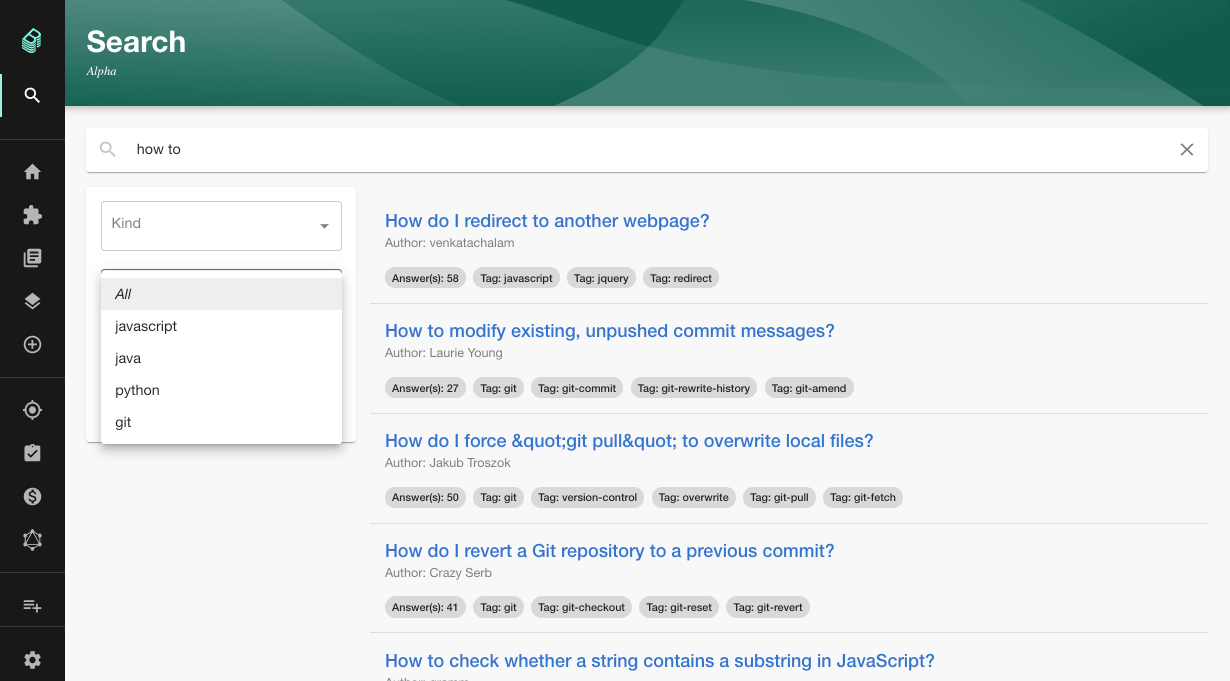 Search
Alpha
how to
Kind
All
javascript
java
python
git
How do I redirect to another webpage?
Author: venkatachalam
Answer(s): 58 Tag: javascript Tag: jquery Tag: redirect
How to modify existing, unpushed commit messages?
Author: Laurie Young
Answer(s): 27 Tag: git Tag: git-commit Tag: git-rewrite-history Tag: git-amend
How do I force &quot;git pull&quot; to overwrite local files?
Author: Jakub Troszok
Answer(s): 50 Tag: git Tag: version-control Tag: overwrite Tag: git-pull Tag: git-fetch
How do I revert a Git repository to a previous commit?
Author: Crazy Serb
Answer(s): 41 Tag: git Tag: git-checkout Tag: git-reset Tag: git-revert
How to check whether a string contains a substring in JavaScript?